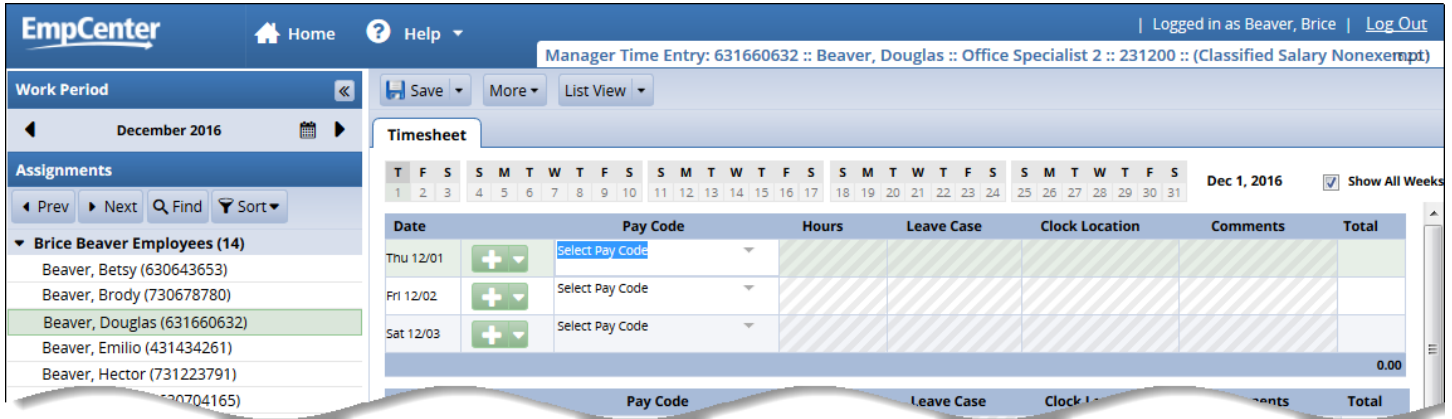 EmpCenter Home Help | Logged in as Beaver, Brice | Log Out
Manager Time Entry: 631660632 :: Beaver, Douglas :: Office Specialist 2 :: 231200 :: (Classified Salary Nonexempt)
Work Period
Save More List View
December 2016
Timesheet
Assignments
T F S S M T W T F S S M T W T F S S M T W T F S S M T W T F S
1 2 3 4 5 6 7 8 9 10 11 12 13 14 15 16 17 18 19 20 21 22 23 24 25 26 27 28 29 30 31
Dec 1, 2016 Show All Weeks
Prev Next Find Sort
Date Pay Code Hours Leave Case Clock Location Comments Total
Brice Beaver Employees (14)
Thu 12/01 Select Pay Code
Beaver, Betsy (630643653)
Fri 12/02 Select Pay Code
Beaver, Brody (730678780)
Beaver, Douglas (631660632)
Sat 12/03 Select Pay Code
Beaver, Emilio (431434261)
0.00
Beaver, Hector (731223791)
Pay Code Leave Case Total